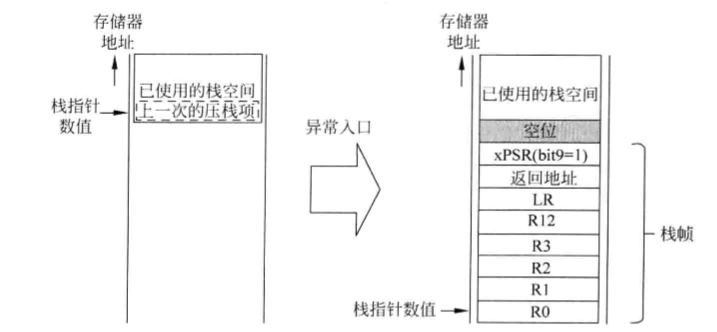 存储器
地址
已使用的栈空间
上一次的压栈项
栈指针
数值
异常入口
存储器
地址
已使用的栈空间
空位
xPSR(bit9=1)
返回地址
LR
R12
R3
R2
R1
R0
栈指针数值
栈帧